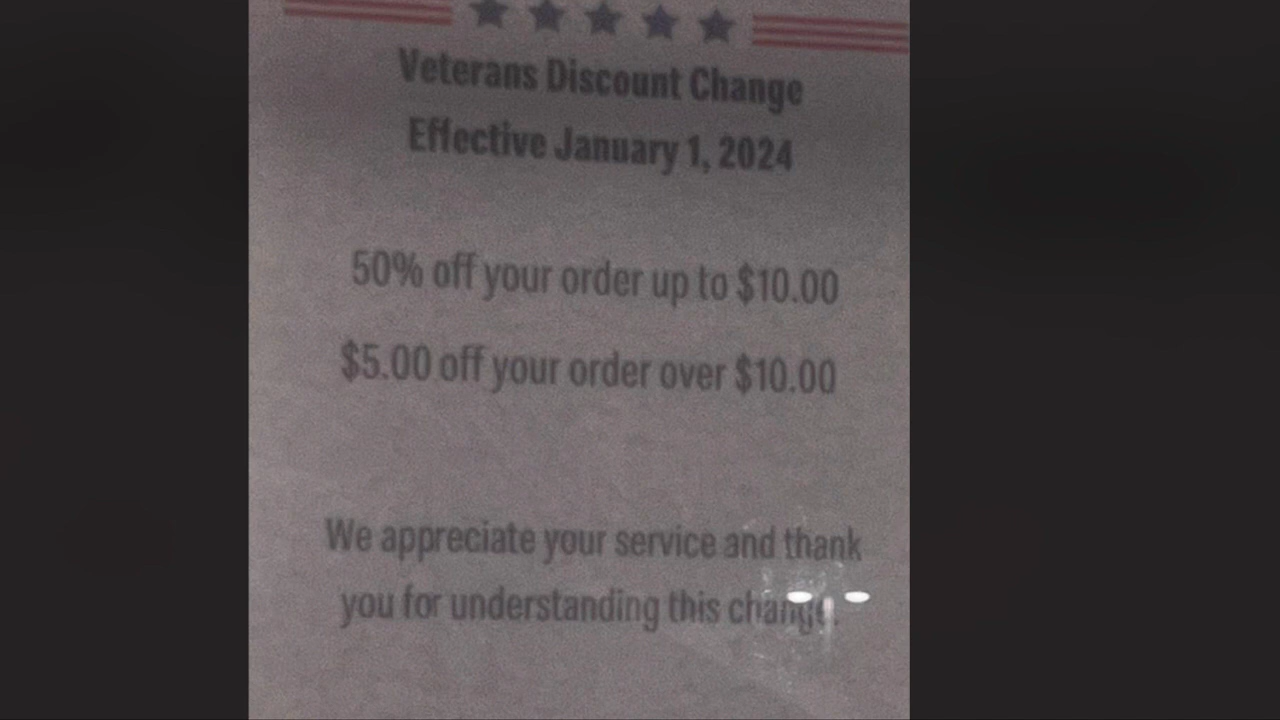 Veterans Discount Change
Effective January 1, 2024
50% off your order up to $10.00
$5.00 off your order over $10.00
We appreciate your service and thank
you for understanding this change.